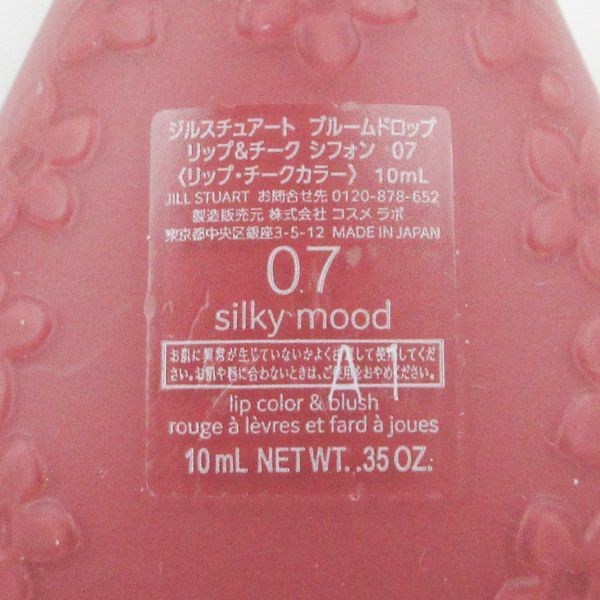 ジルスチュアート ブルームドロップ
リップ&チーク シフォン 07
〈リップ・チークカラー〉 10mL
JILL STUART お問合せ先 0120-878-652
製造販売元 株式会社 コスメ ラボ
東京都中央区銀座3-5-12 MADE IN JAPAN
07
silky mood
お肌に異常が生じていないかよく注意して使用してくだ
さい。お肌や唇に合わないときは、ご使用をおやめください。
A1
lip color & blush
rouge à lèvres et fard à joues
10 mL NET WT. .35 OZ.